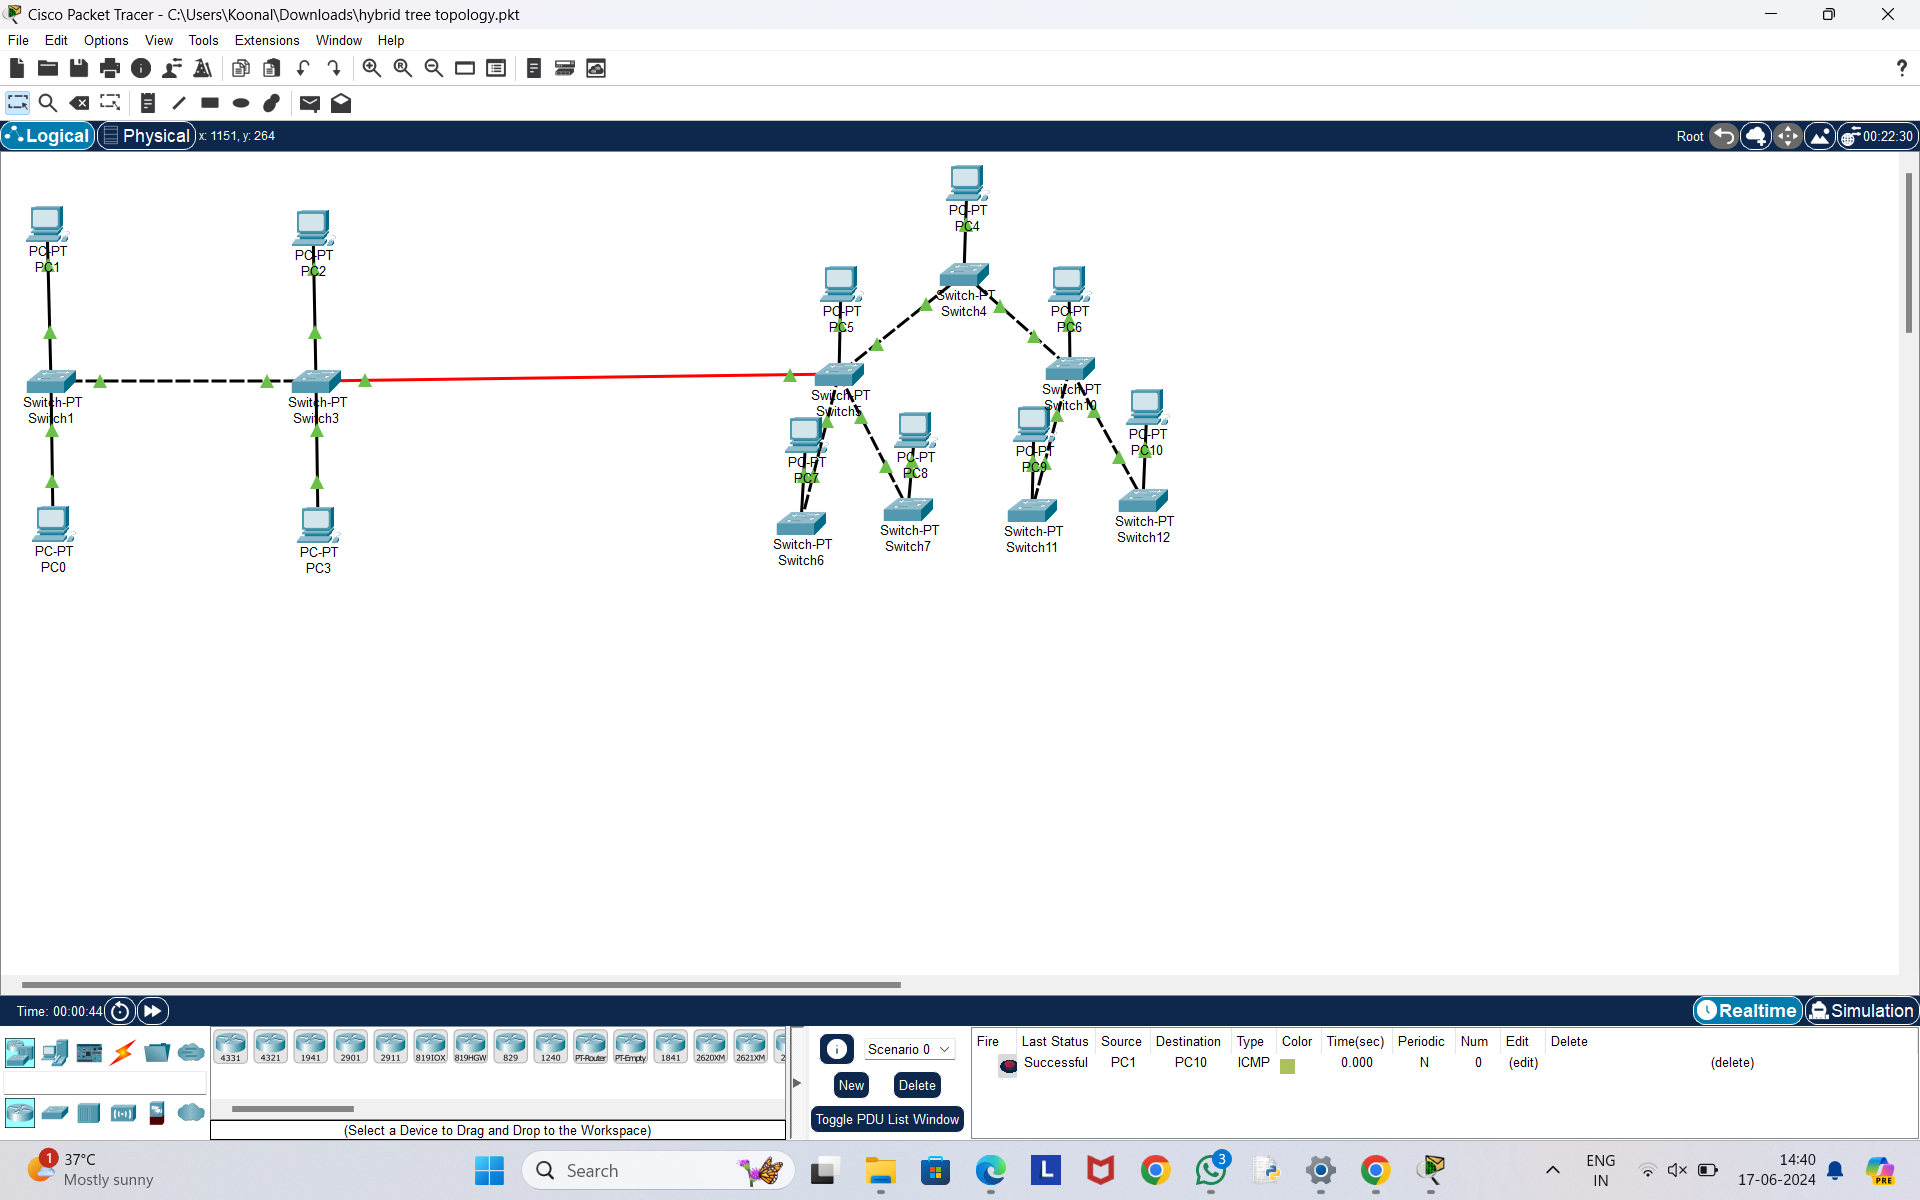 Cisco Packet Tracer - C:\Users\Koonal\Downloads\hybrid tree topology.pkt
File Edit Options View Tools Extensions Window Help
Logical Physical x: 1151, y: 264 Root 00:22:30
PC-PT
PC4
PC-PT
PC1
PC-PT
PC2
Switch-PT
Switch4
PC-PT
PC5
PC-PT
PC6
Switch-PT
Switch1
Switch-PT
Switch3
Switch-PT
Switch5
Switch-PT
Switch10
PC-PT
PC7
PC-PT
PC8
PC-PT
PC9
PC-PT
PC10
Switch-PT
Switch6
Switch-PT
Switch7
Switch-PT
Switch11
Switch-PT
Switch12
PC-PT
PC0
PC-PT
PC3
Time: 00:00:44 Realtime Simulation
4331 4321 1941 2901 2911 819IOX 819HGW 829 1240 PT-Router PT-Empty 1841 2620XM 2621XM 2
(Select a Device to Drag and Drop to the Workspace)
Scenario 0
New Delete
Toggle PDU List Window
Fire Last Status Source Destination Type Color Time(sec) Periodic Num Edit Delete
Successful PC1 PC10 ICMP 0.000 N 0 (edit) (delete)
1 37°C
Mostly sunny
Search
L
3
PRE
ENG
IN
14:40
17-06-2024